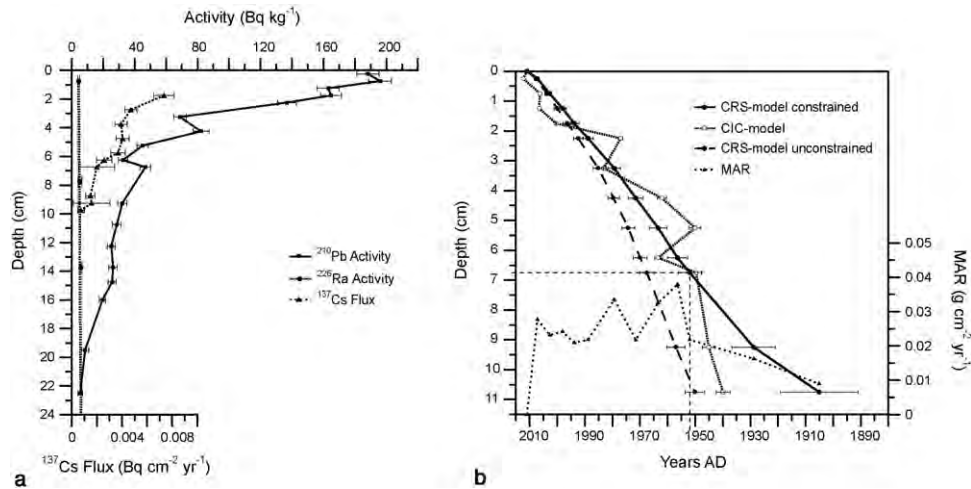 Activity (Bq kg-1)
0 40 80 120 160 200
0
2
4
6
8
10
12
14
16
18
20
22
24
Depth (cm)
210Pb Activity
226Ra Activity
137Cs Flux
0 0.004 0.008
137Cs Flux (Bq cm-2 yr-1)
a
0
1
2
3
4
5
6
7
8
9
10
11
Depth (cm)
CRS-model constrained
CIC-model
CRS-model unconstrained
MAR
0.05
0.04
0.03
0.02
0.01
0
MAR (g cm-2 yr-1)
2010 1990 1970 1950 1930 1910 1890
Years AD
b